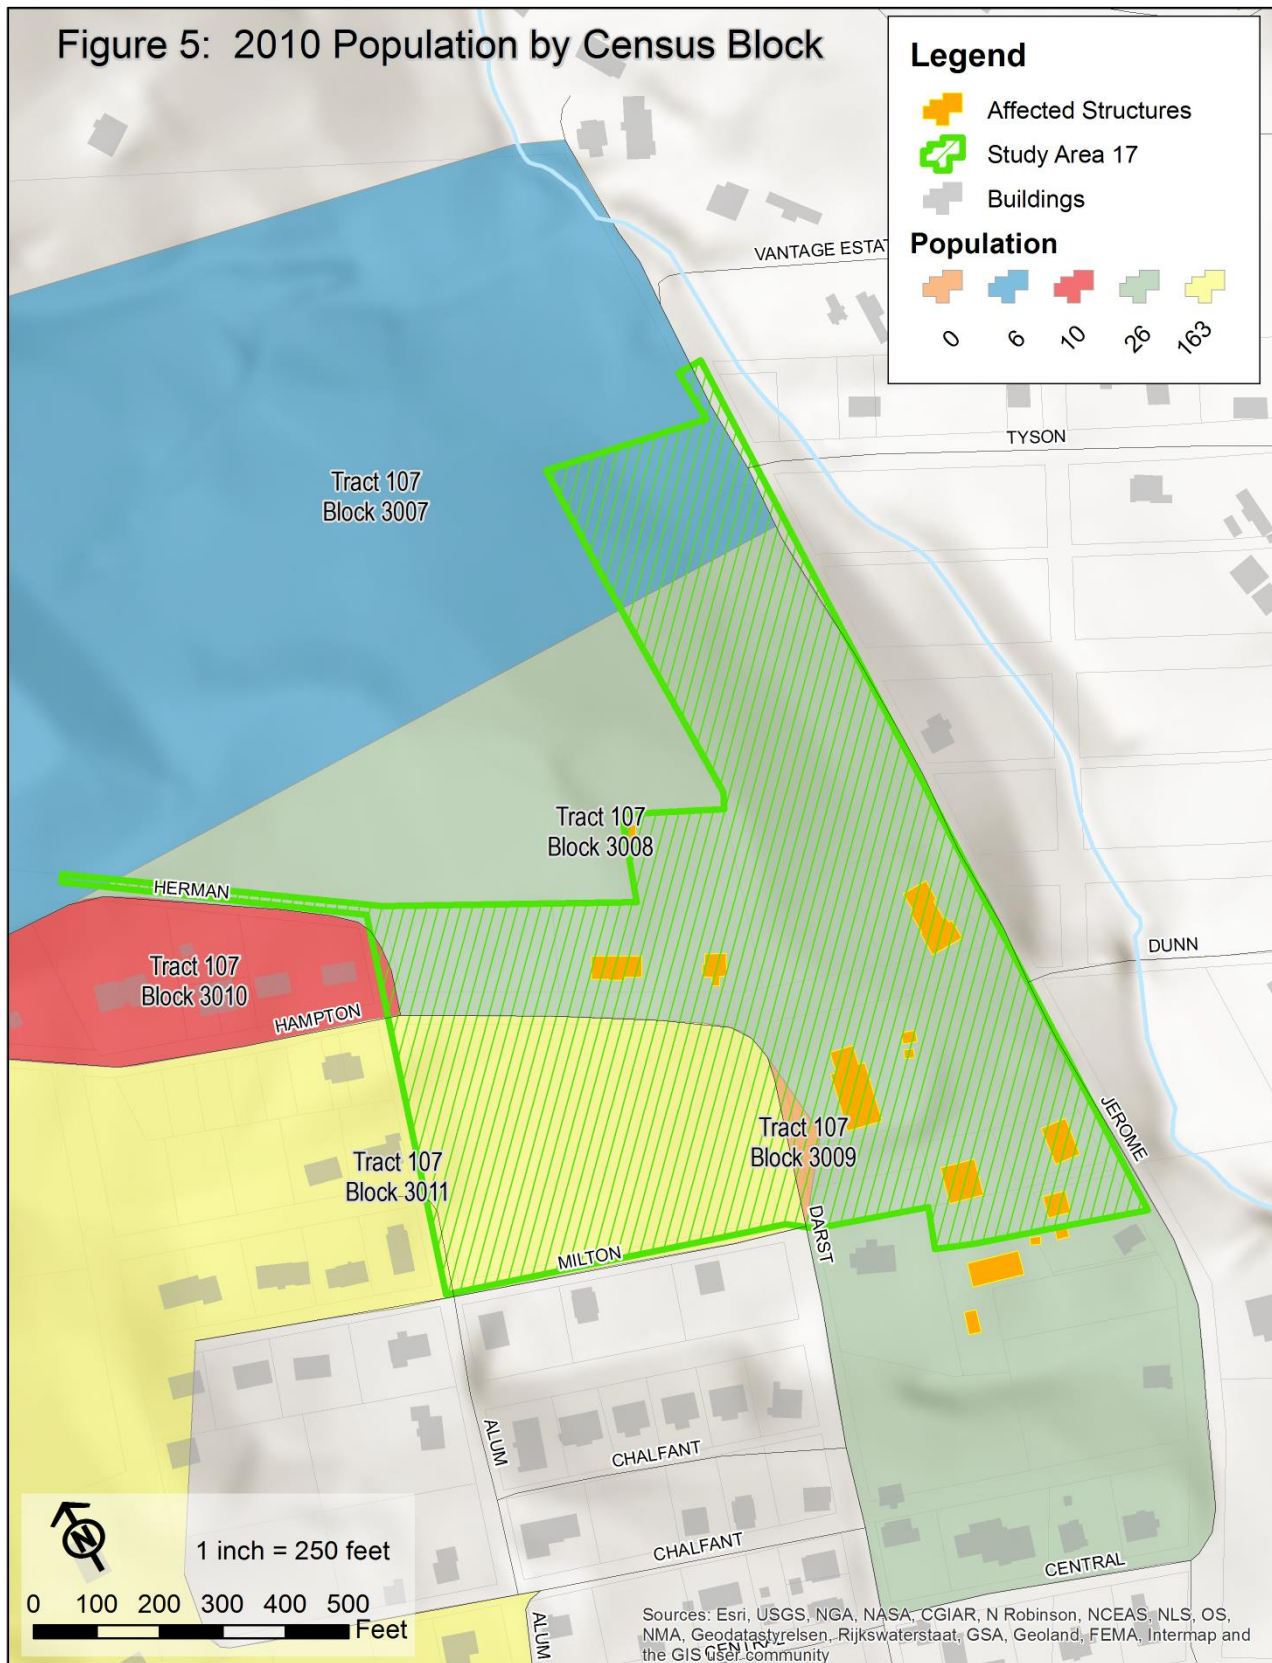 Figure 5: 2010 Population by Census Block
Legend
Affected Structures
Study Area 17
Buildings
Population
0
6
10
26
163
VANTAGE ESTAT
TYSON
Tract 107
Block 3007
Tract 107
Block 3008
HERMAN
DUNN
Tract 107
Block 3010
HAMPTON
JEROME
Tract 107
Block 3009
Tract 107
Block 3011
DARST
MILTON
ALUM
CHALFANT
CHALFANT
CENTRAL
ALUM
CENTRAL
N
1 inch = 250 feet
0 100 200 300 400 500
Feet
Sources: Esri, USGS, NGA, NASA, CGIAR, N Robinson, NCEAS, NLS, OS,
NMA, Geodatastyrelsen, Rijkswaterstaat, GSA, Geoland, FEMA, Intermap and
the GIS user community